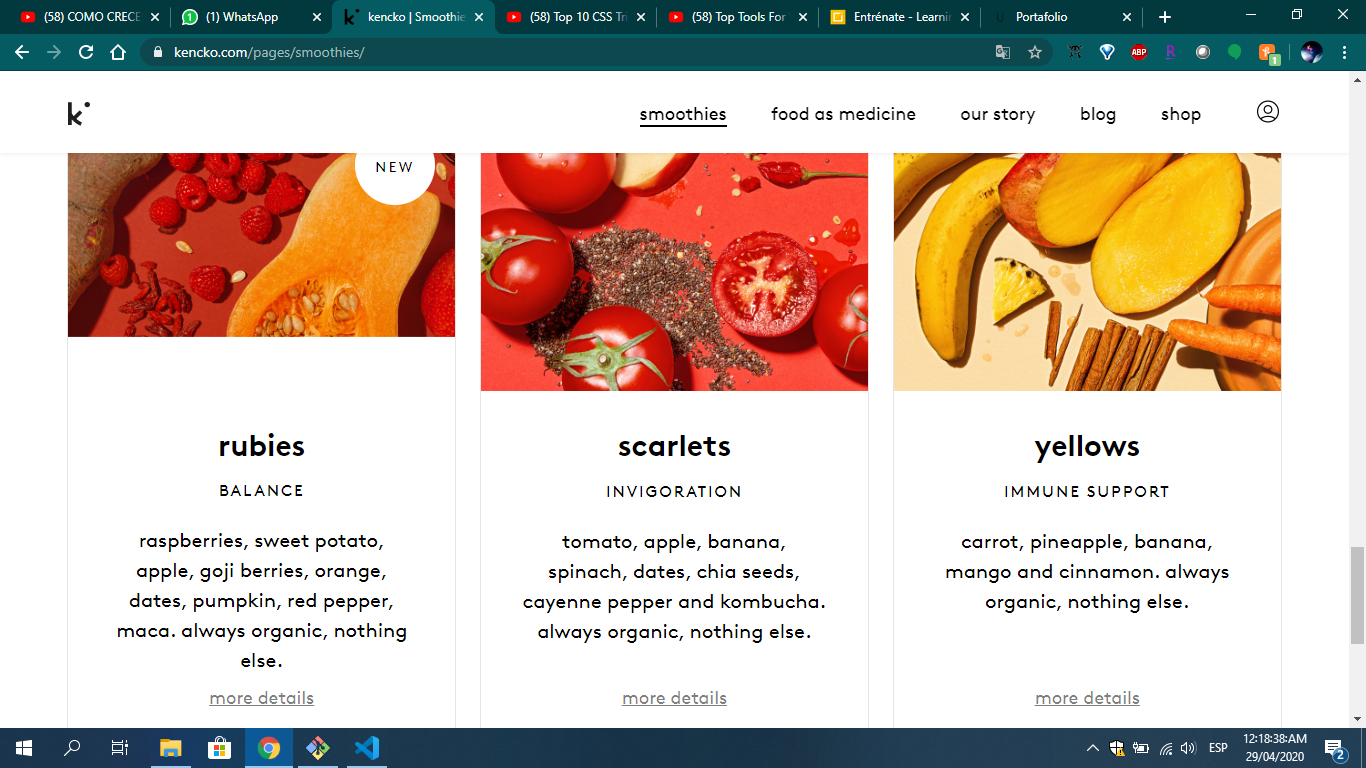 (58) COMO CRECE
(1) WhatsApp
kencko | Smoothie
(58) Top 10 CSS Tri
(58) Top Tools For
Entrénate - Learni
Portafolio
kencko.com/pages/smoothies/
ABP
R
1
k
smoothies
food as medicine
our story
blog
shop
NEW
rubies
BALANCE
raspberries, sweet potato,
apple, goji berries, orange,
dates, pumpkin, red pepper,
maca. always organic, nothing
else.
more details
scarlets
INVIGORATION
tomato, apple, banana,
spinach, dates, chia seeds,
cayenne pepper and kombucha.
always organic, nothing else.
more details
yellows
IMMUNE SUPPORT
carrot, pineapple, banana,
mango and cinnamon. always
organic, nothing else.
more details
ESP
12:18:38:AM
29/04/2020
2